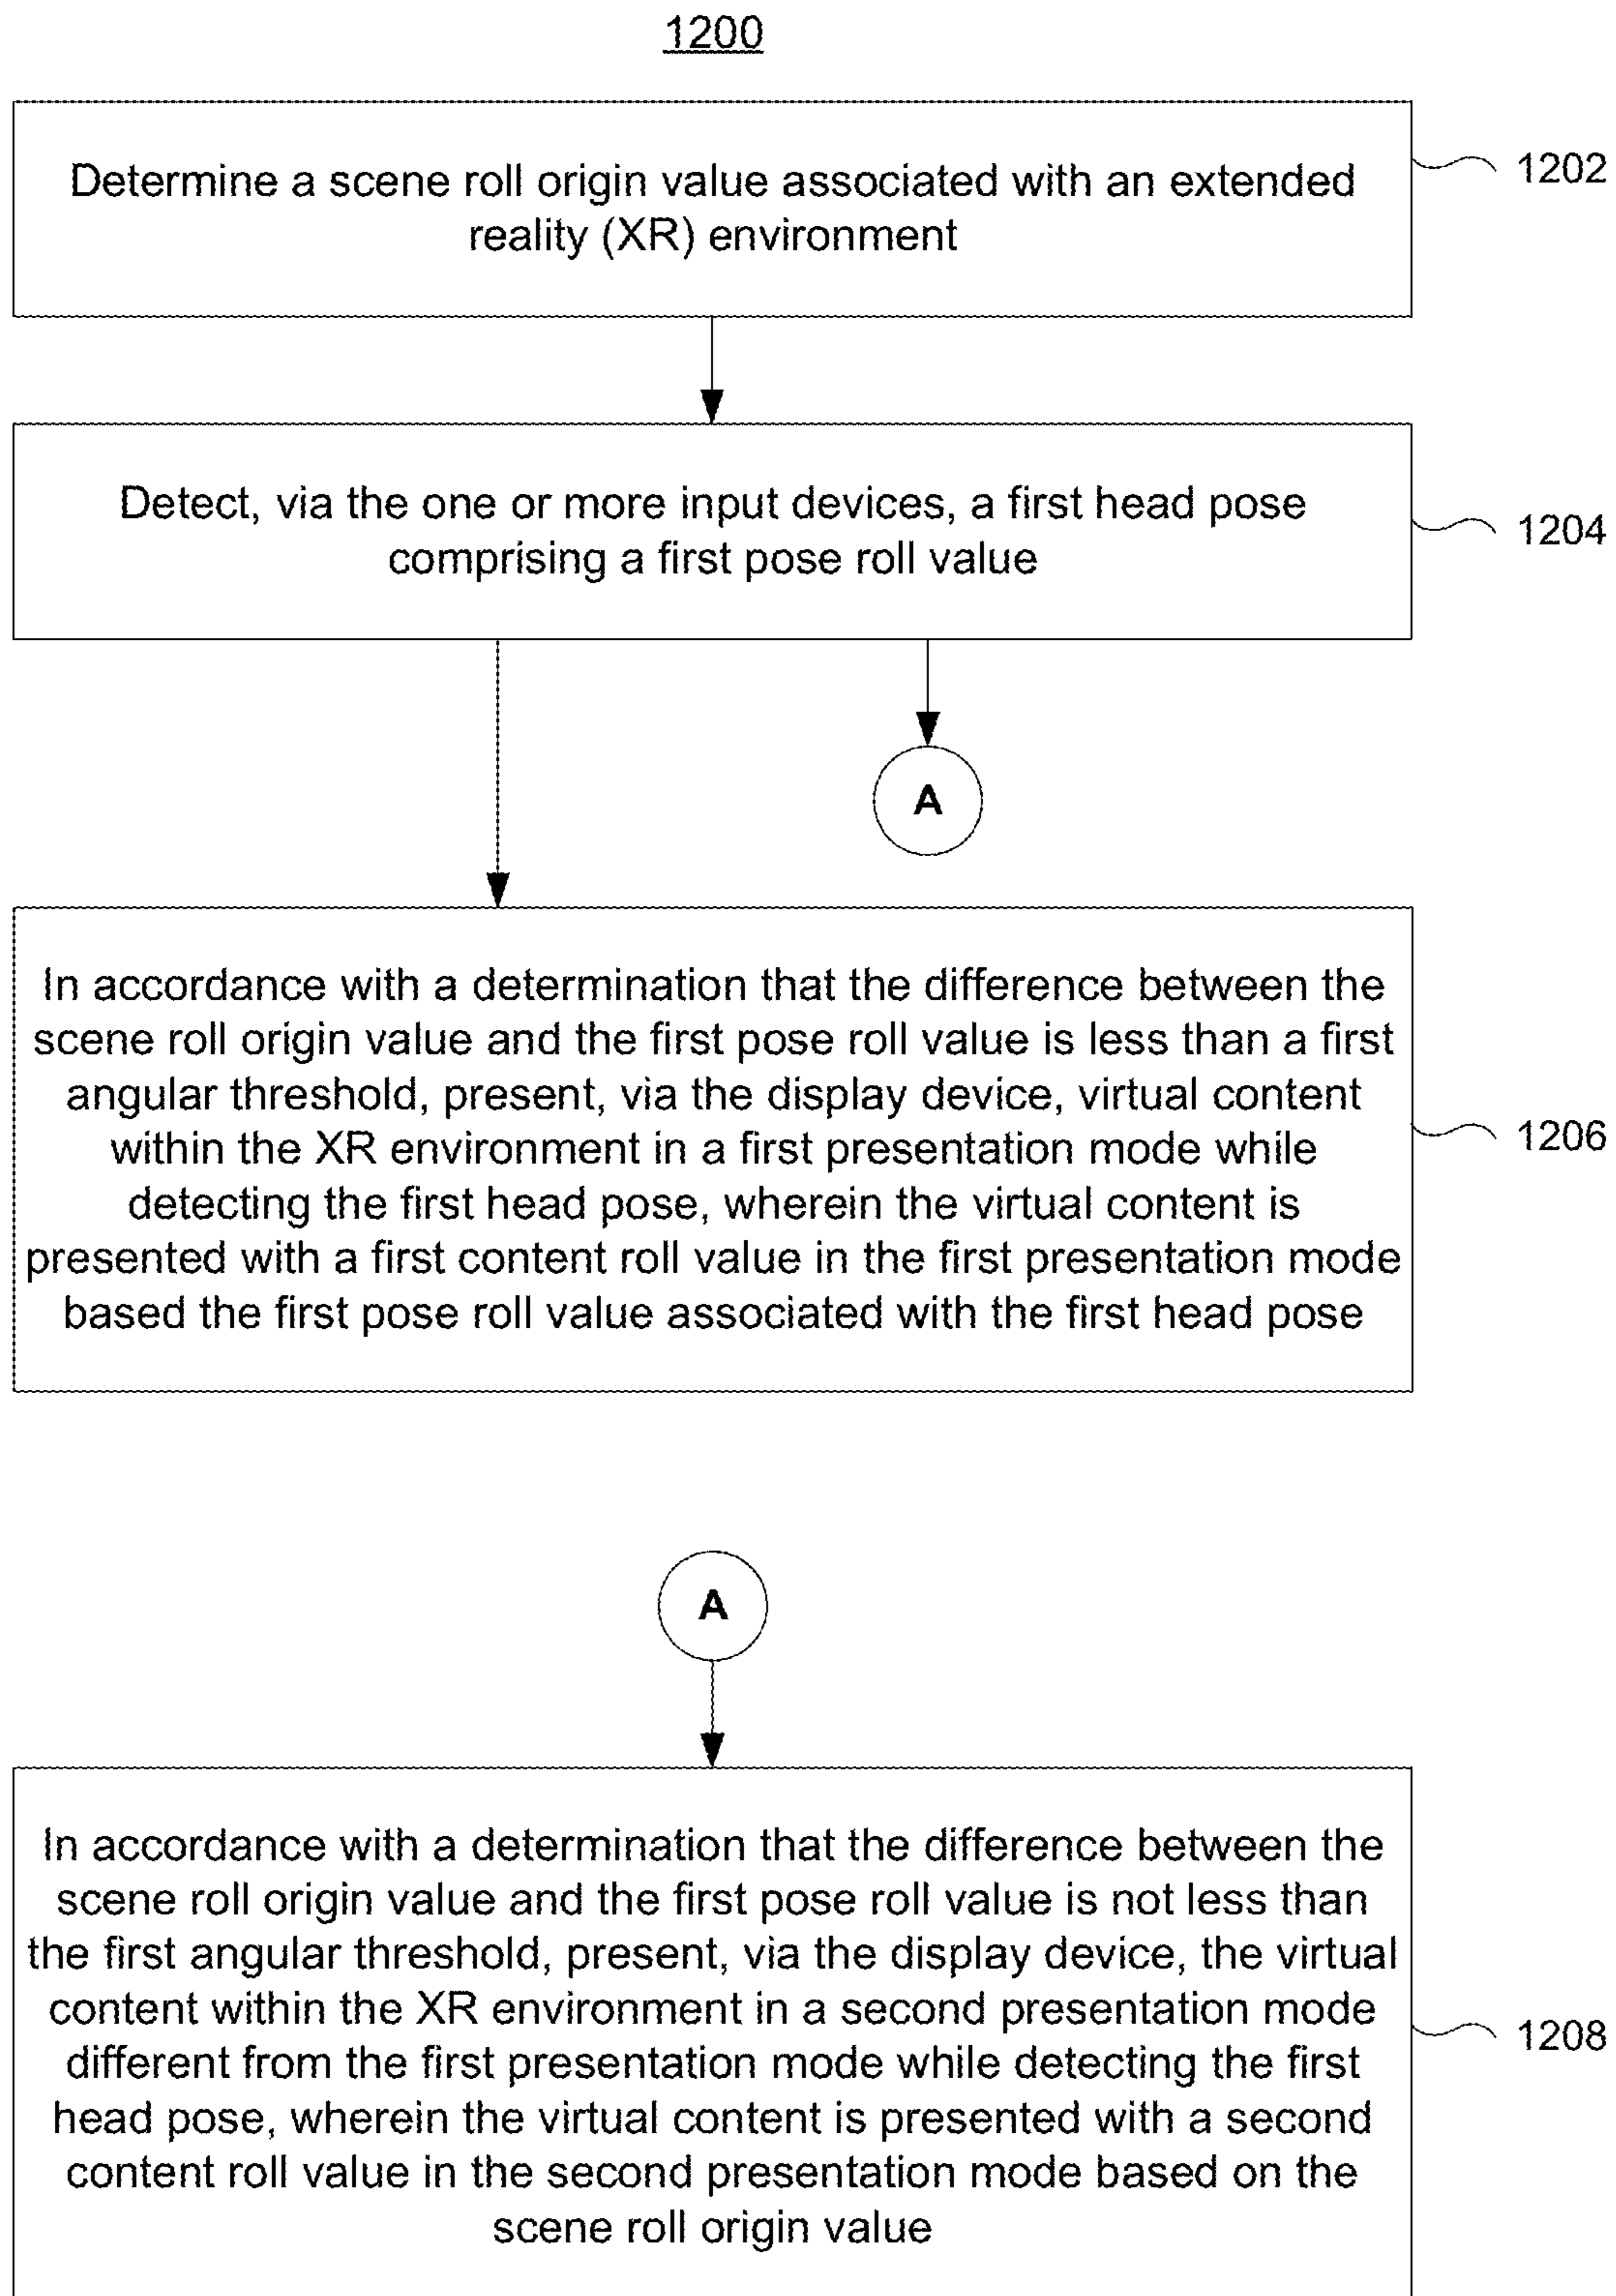 1200
Determine a scene roll origin value associated with an extended
reality (XR) environment
1202
Detect, via the one or more input devices, a first head pose
comprising a first pose roll value
1204
A
In accordance with a determination that the difference between the
scene roll origin value and the first pose roll value is less than a first
angular threshold, present, via the display device, virtual content
within the XR environment in a first presentation mode while
detecting the first head pose, wherein the virtual content is
presented with a first content roll value in the first presentation mode
based the first pose roll value associated with the first head pose
1206
A
In accordance with a determination that the difference between the
scene roll origin value and the first pose roll value is not less than
the first angular threshold, present, via the display device, the virtual
content within the XR environment in a second presentation mode
different from the first presentation mode while detecting the first
head pose, wherein the virtual content is presented with a second
content roll value in the second presentation mode based on the
scene roll origin value
1208